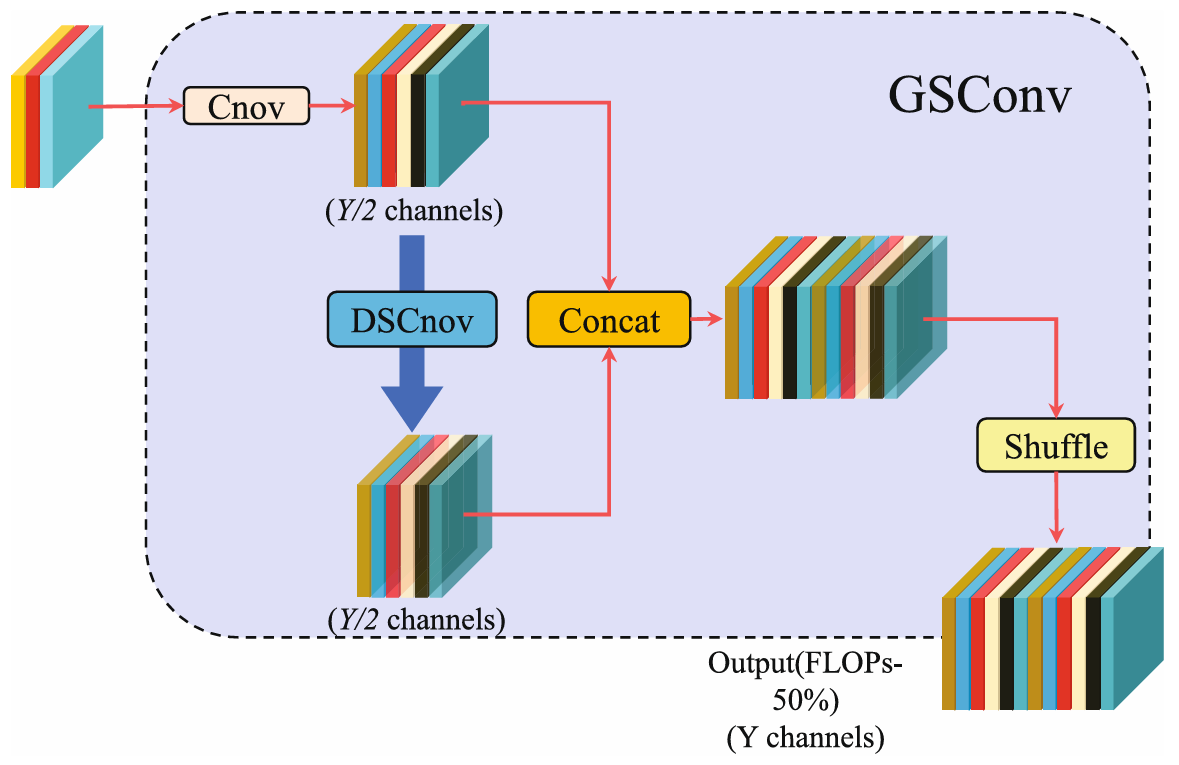 GSConv
Cnov
(Y/2 channels)
DSCnov
Concat
Shuffle
(Y/2 channels)
Output(FLOPs-
50%)
(Y channels)